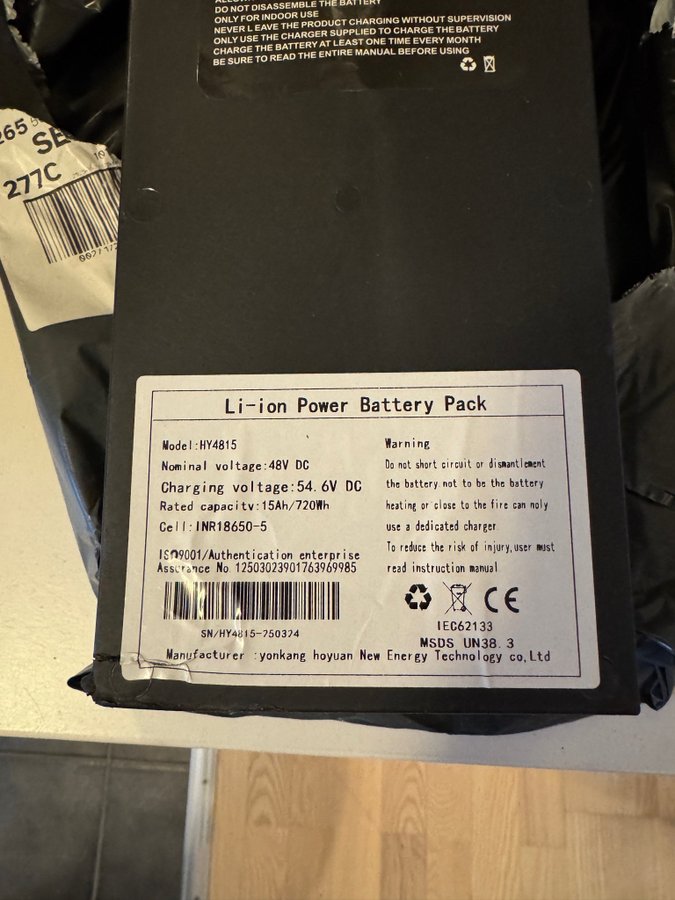 DO NOT DISASSEMBLE THE BATTERY
ONLY FOR INDOOR USE
NEVER LEAVE THE PRODUCT CHARGING WITHOUT SUPERVISION
ONLY USE THE CHARGER SUPPLIED TO CHARGE THE BATTERY
CHARGE THE BATTERY AT LEAST ONE TIME EVERY MONTH
BE SURE TO READ THE ENTIRE MANUAL BEFORE USING
265
SE
277C
Li-ion Power Battery Pack
Model:HY4815
Nominal voltage:48V DC
Charging voltage:54.6V DC
Rated capacitv:15Ah/720Wh
Cell:INR18650-5
ISO9001/Authentication enterprise
Assurance No 12503023901763969985
SN/HY4815-250324
Warning
Do not short circuit or dismantlement
the battery.not to be the battery
heating or close to the fire can noly
use a dedicated charger
To reduce the risk of injury,user must
read instruction manual
CE
IEC62133
MSDS UN38.3
Manufacturer :yonkang hoyuan New Energy Technology co,Ltd